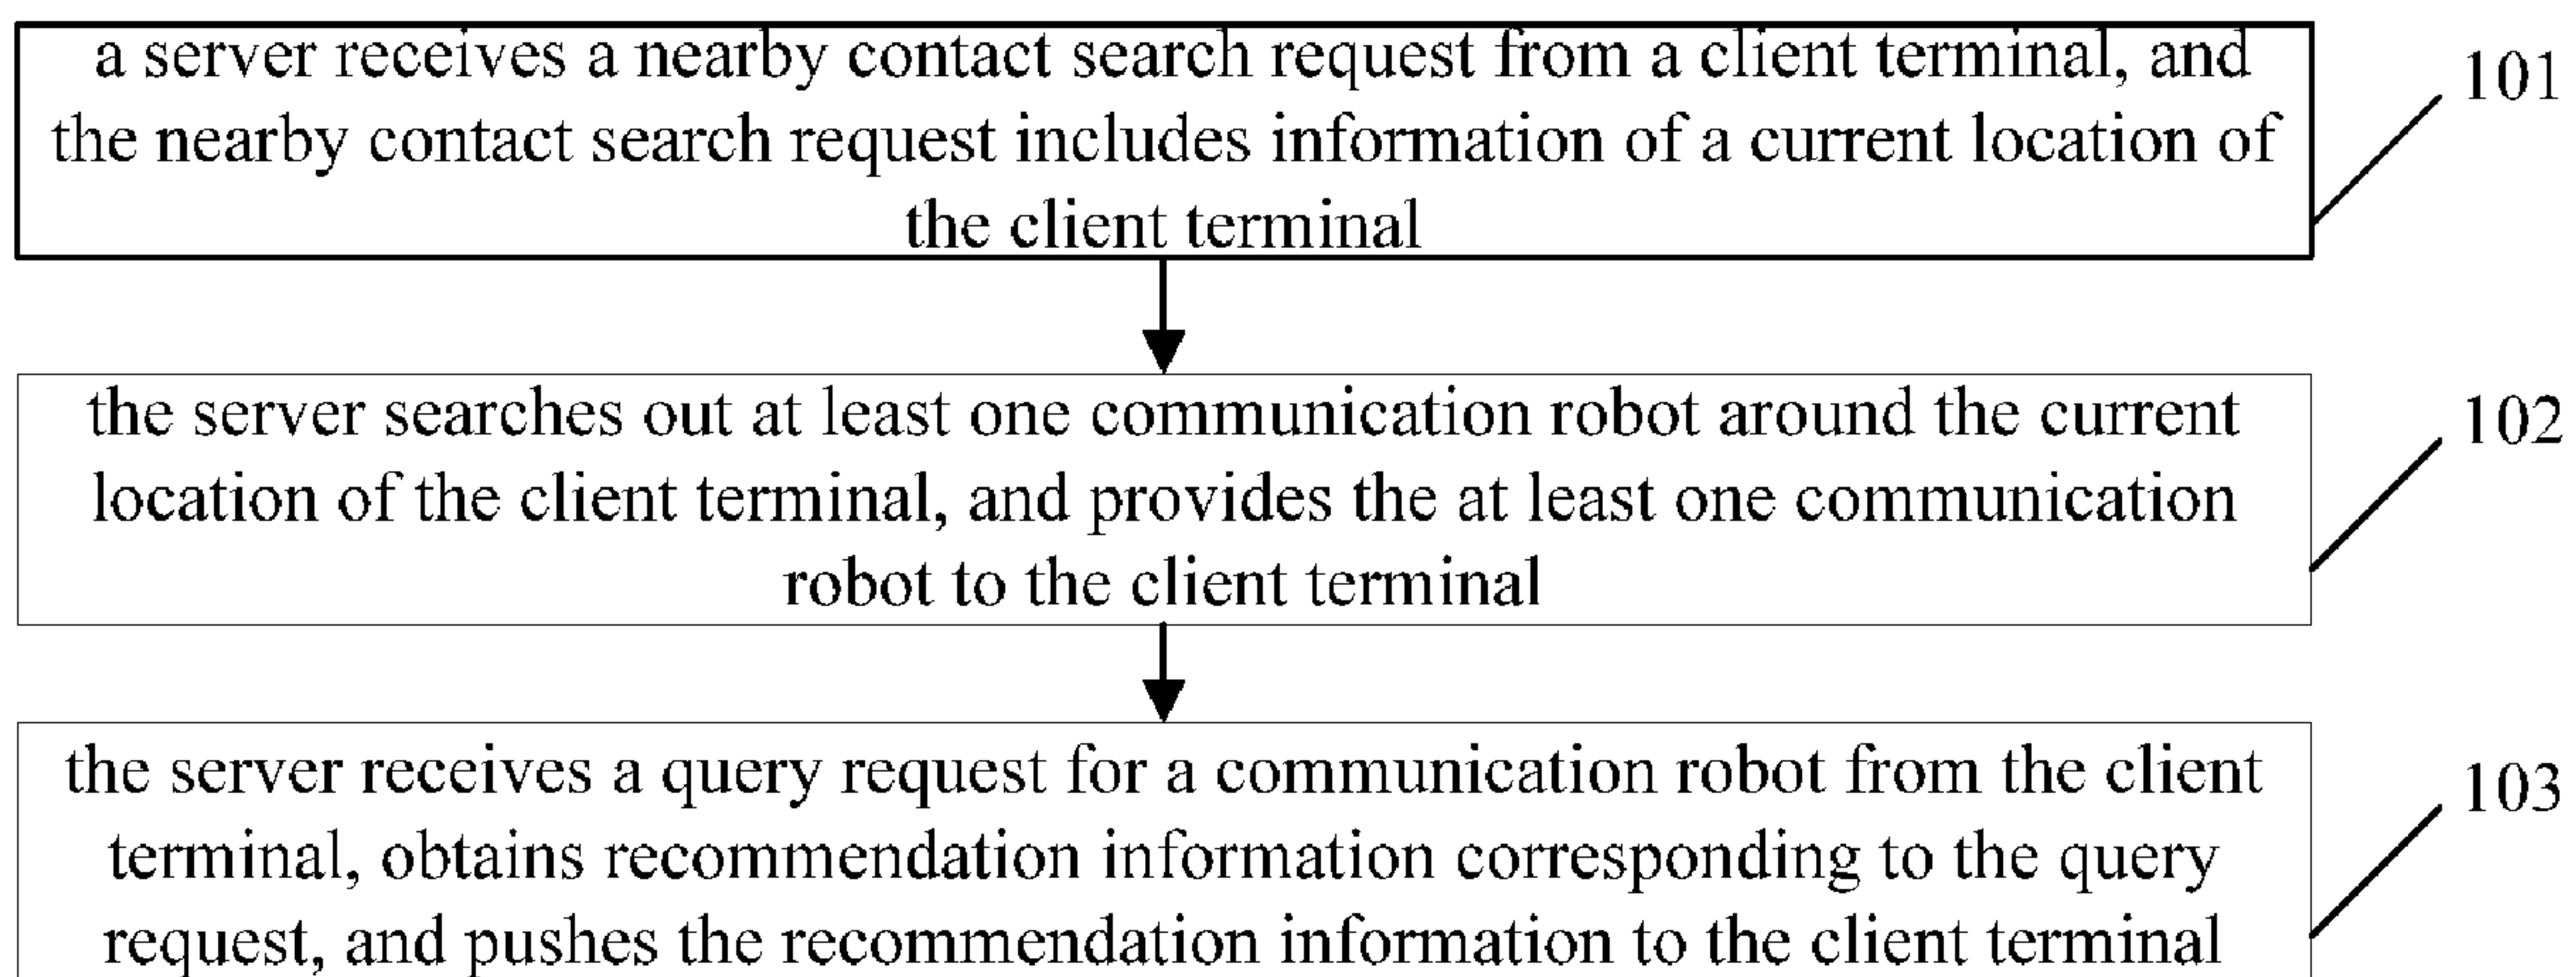 a server receives a nearby contact search request from a client terminal, and
the nearby contact search request includes information of a current location of
the client terminal
101
the server searches out at least one communication robot around the current
location of the client terminal, and provides the at least one communication
robot to the client terminal
102
the server receives a query request for a communication robot from the client
terminal, obtains recommendation information corresponding to the query
request, and pushes the recommendation information to the client terminal
103